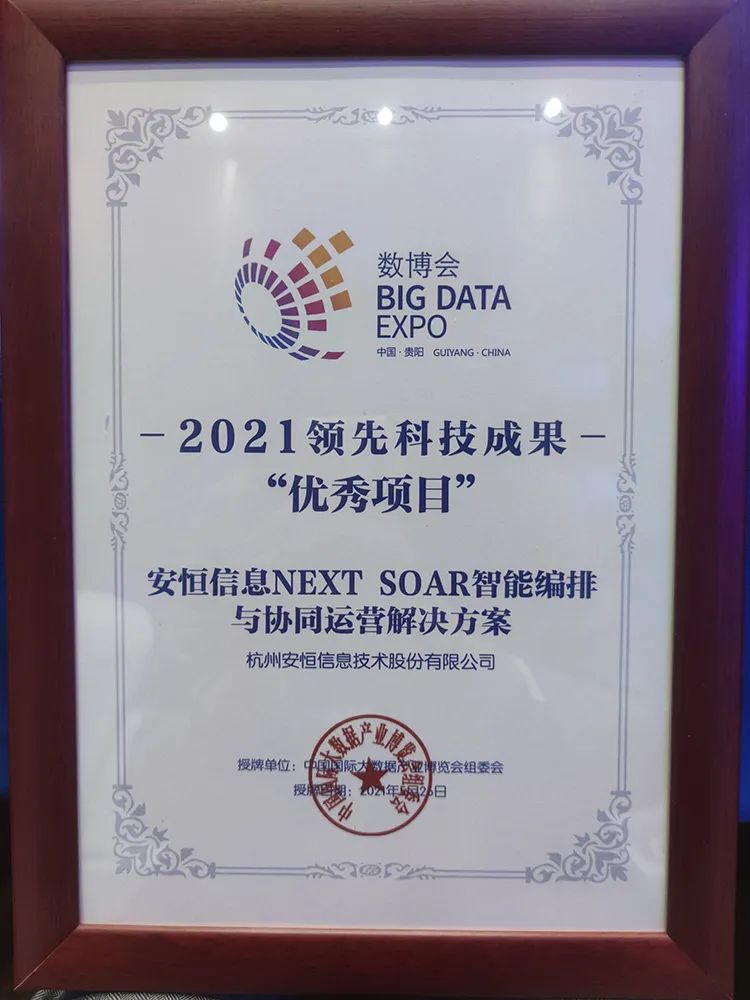 数博会
BIG DATA
EXPO
中国·贵阳 GUIYANG·CHINA
－2021领先科技成果－
“优秀项目”
安恒信息NEXT SOAR智能编排
与协同运营解决方案
杭州安恒信息技术股份有限公司
授牌单位：中国国际大数据产业博览会组委会
授牌日期：2021年5月26日
中国国际大数据产业博览会组委会